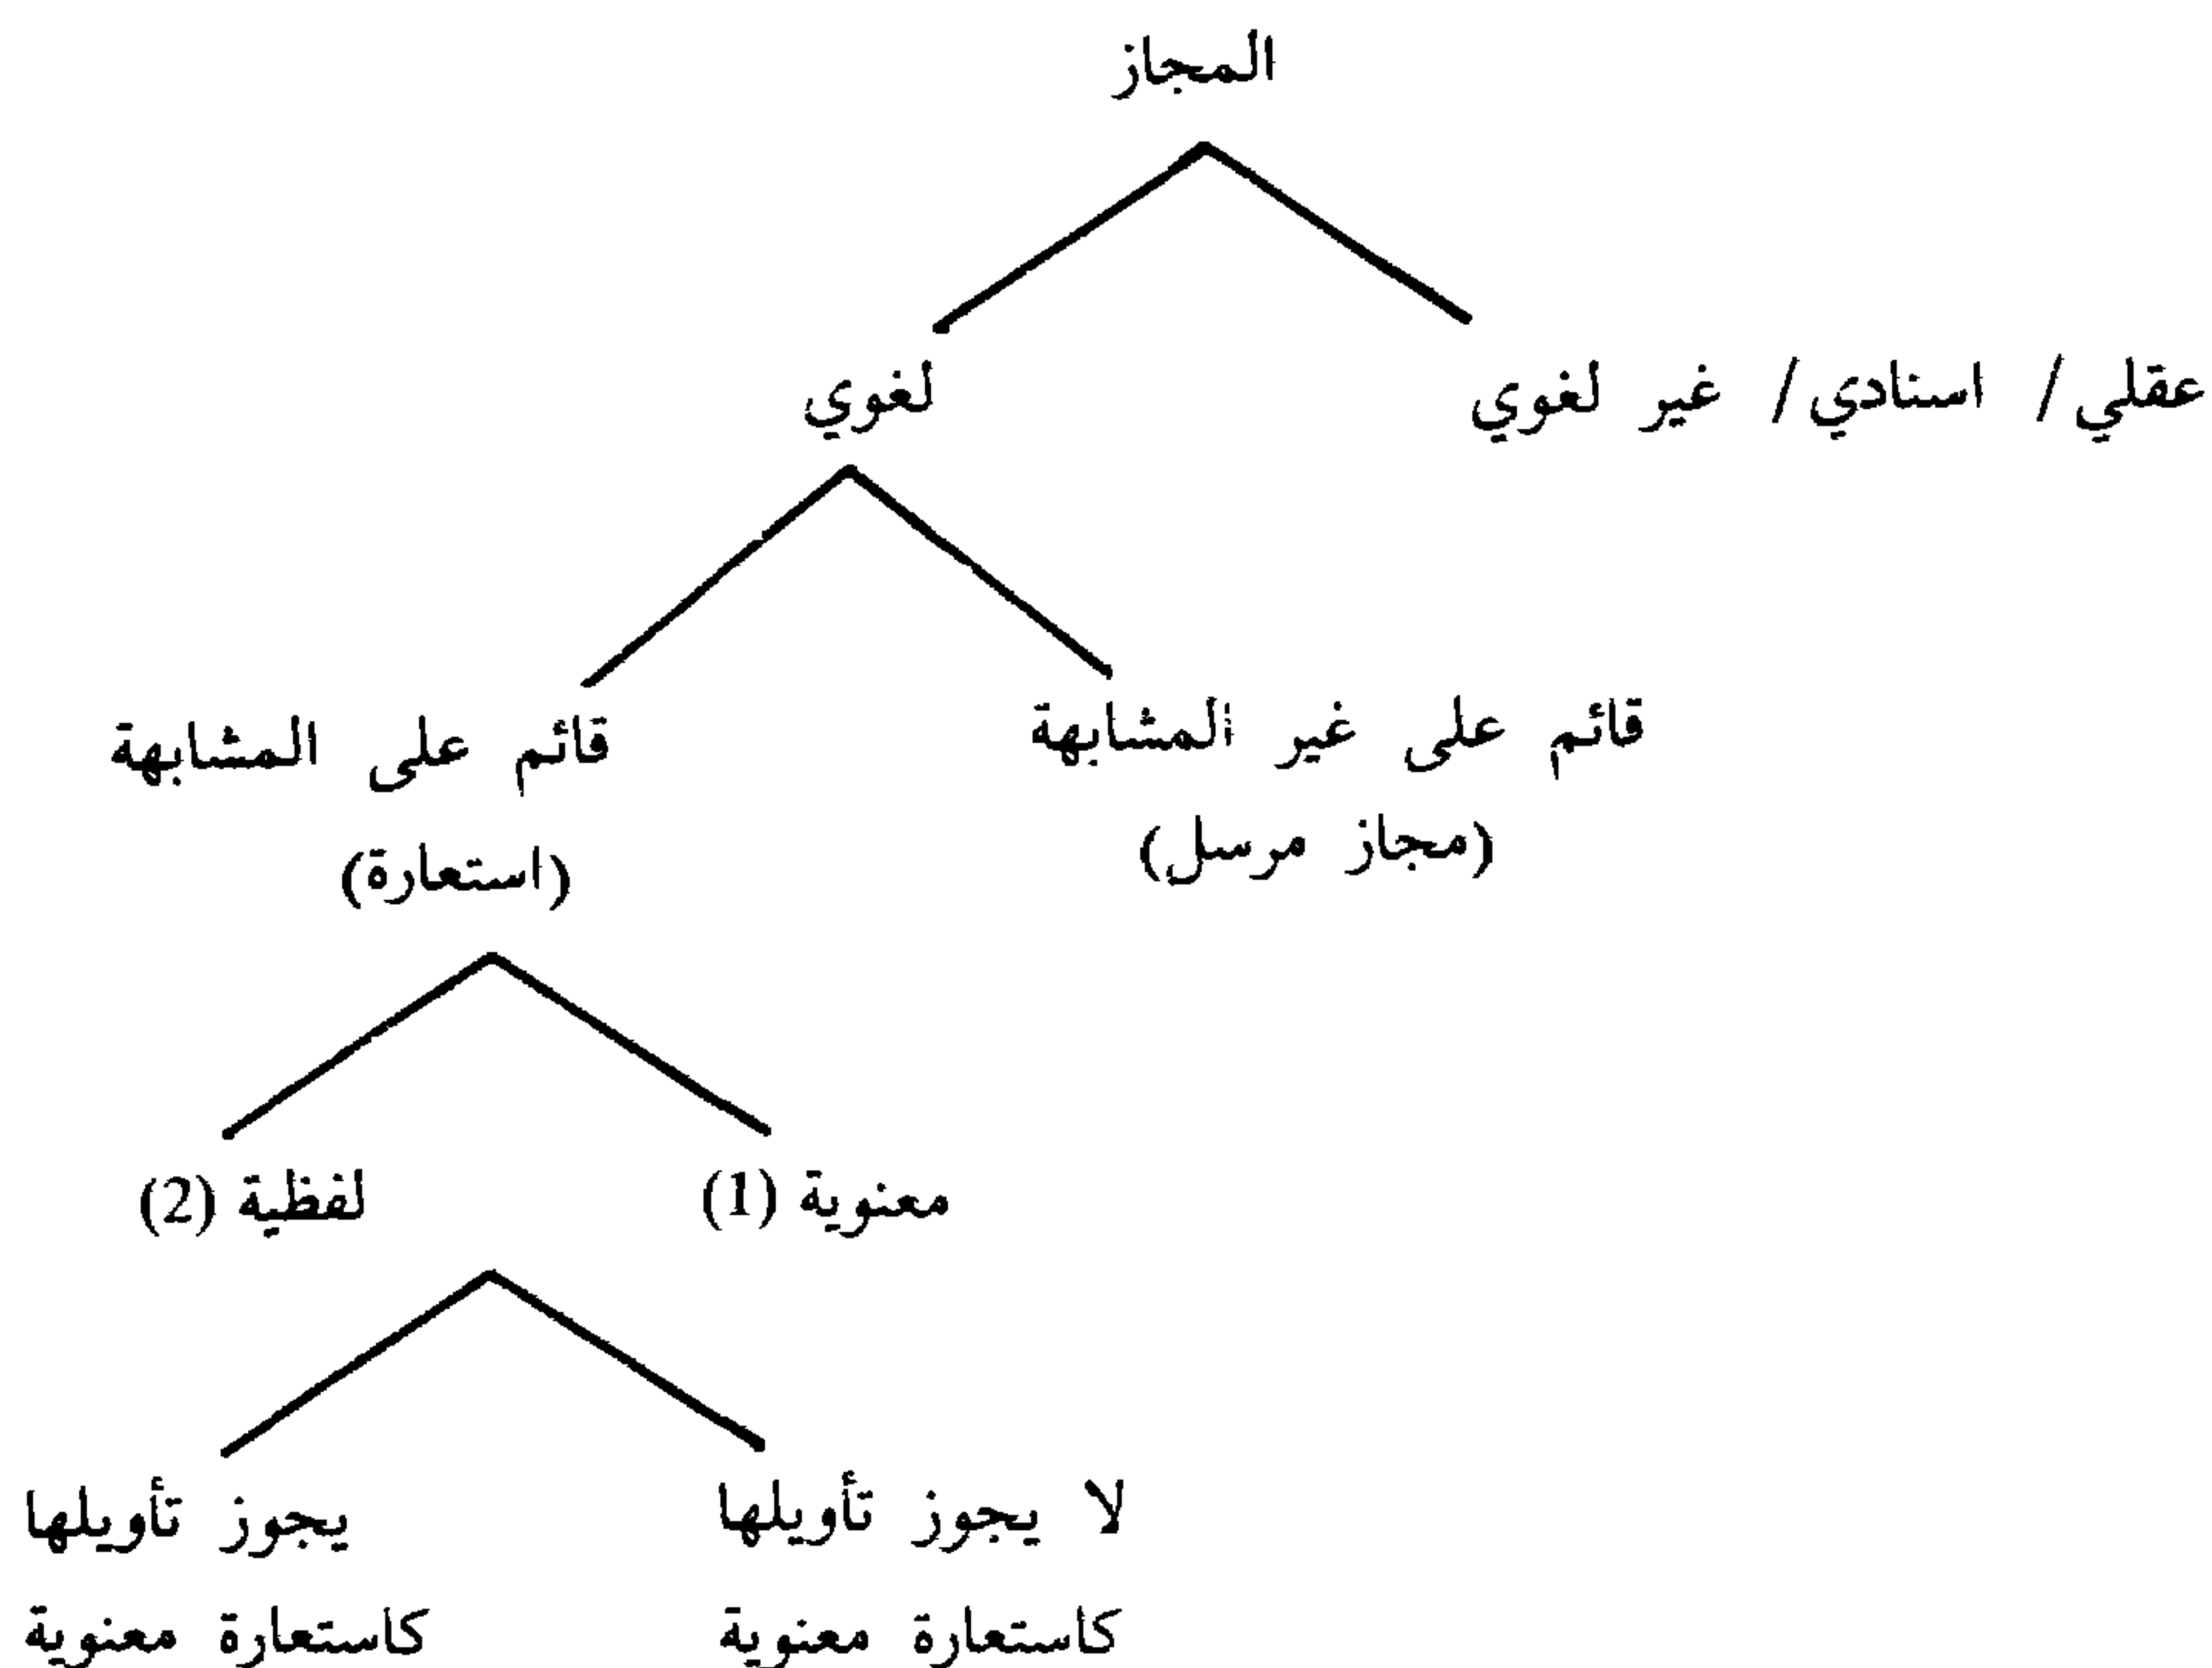 المجاز
عقلي / اسنادي / غير لغوي
لغوي
قائم على غير المشابهة
(مجاز مرسل)
قائم على المشابهة
(استعارة)
معنوية (1)
لفظية (2)
لا يجوز تأويلها
كاستعارة معنوية
يجوز تأويلها
كاستعارة معنوية